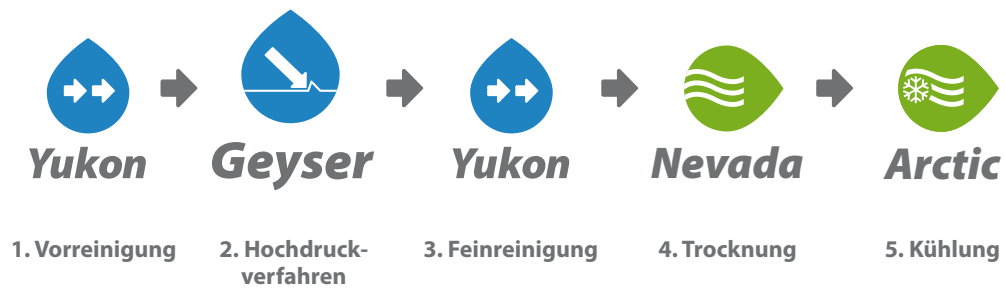 Yukon Geyser Yukon Nevada Arctic
1. Vorreinigung 2. Hochdruck- 3. Feinreinigung 4. Trocknung 5. Kühlung
verfahren